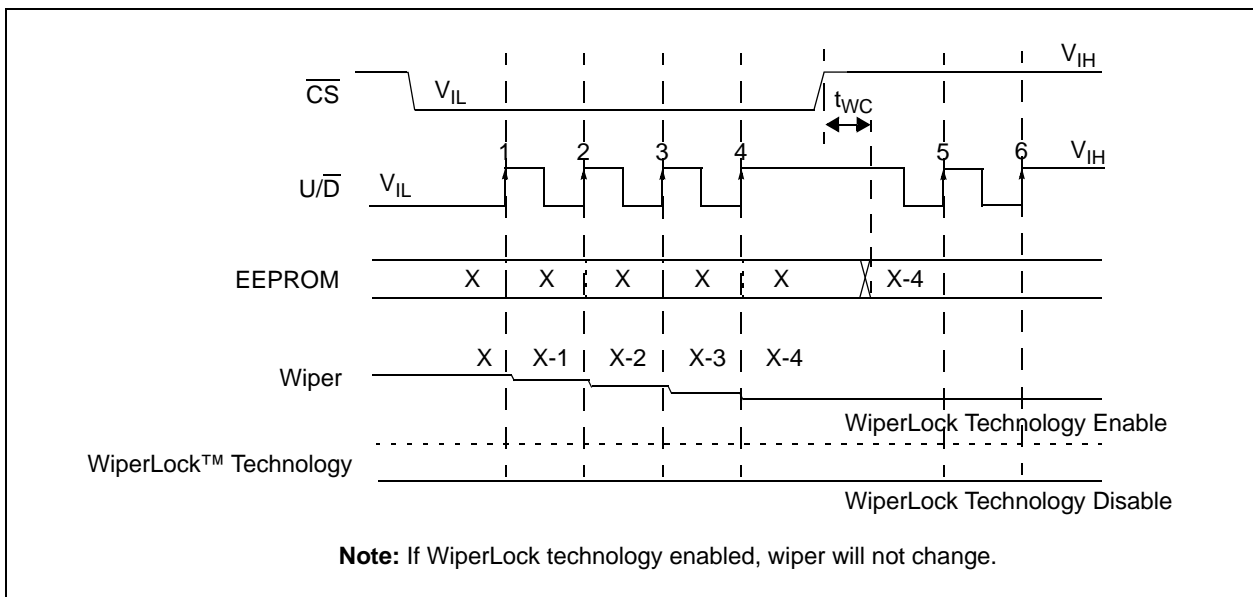 V_IH
CS
V_IL
t_WC
1 2 3 4 5 6
V_IH
U/D
V_IL
EEPROM X X X X X X-4
X X-1 X-2 X-3 X-4
Wiper
WiperLock Technology Enable
WiperLock™ Technology
WiperLock Technology Disable
Note: If WiperLock technology enabled, wiper will not change.